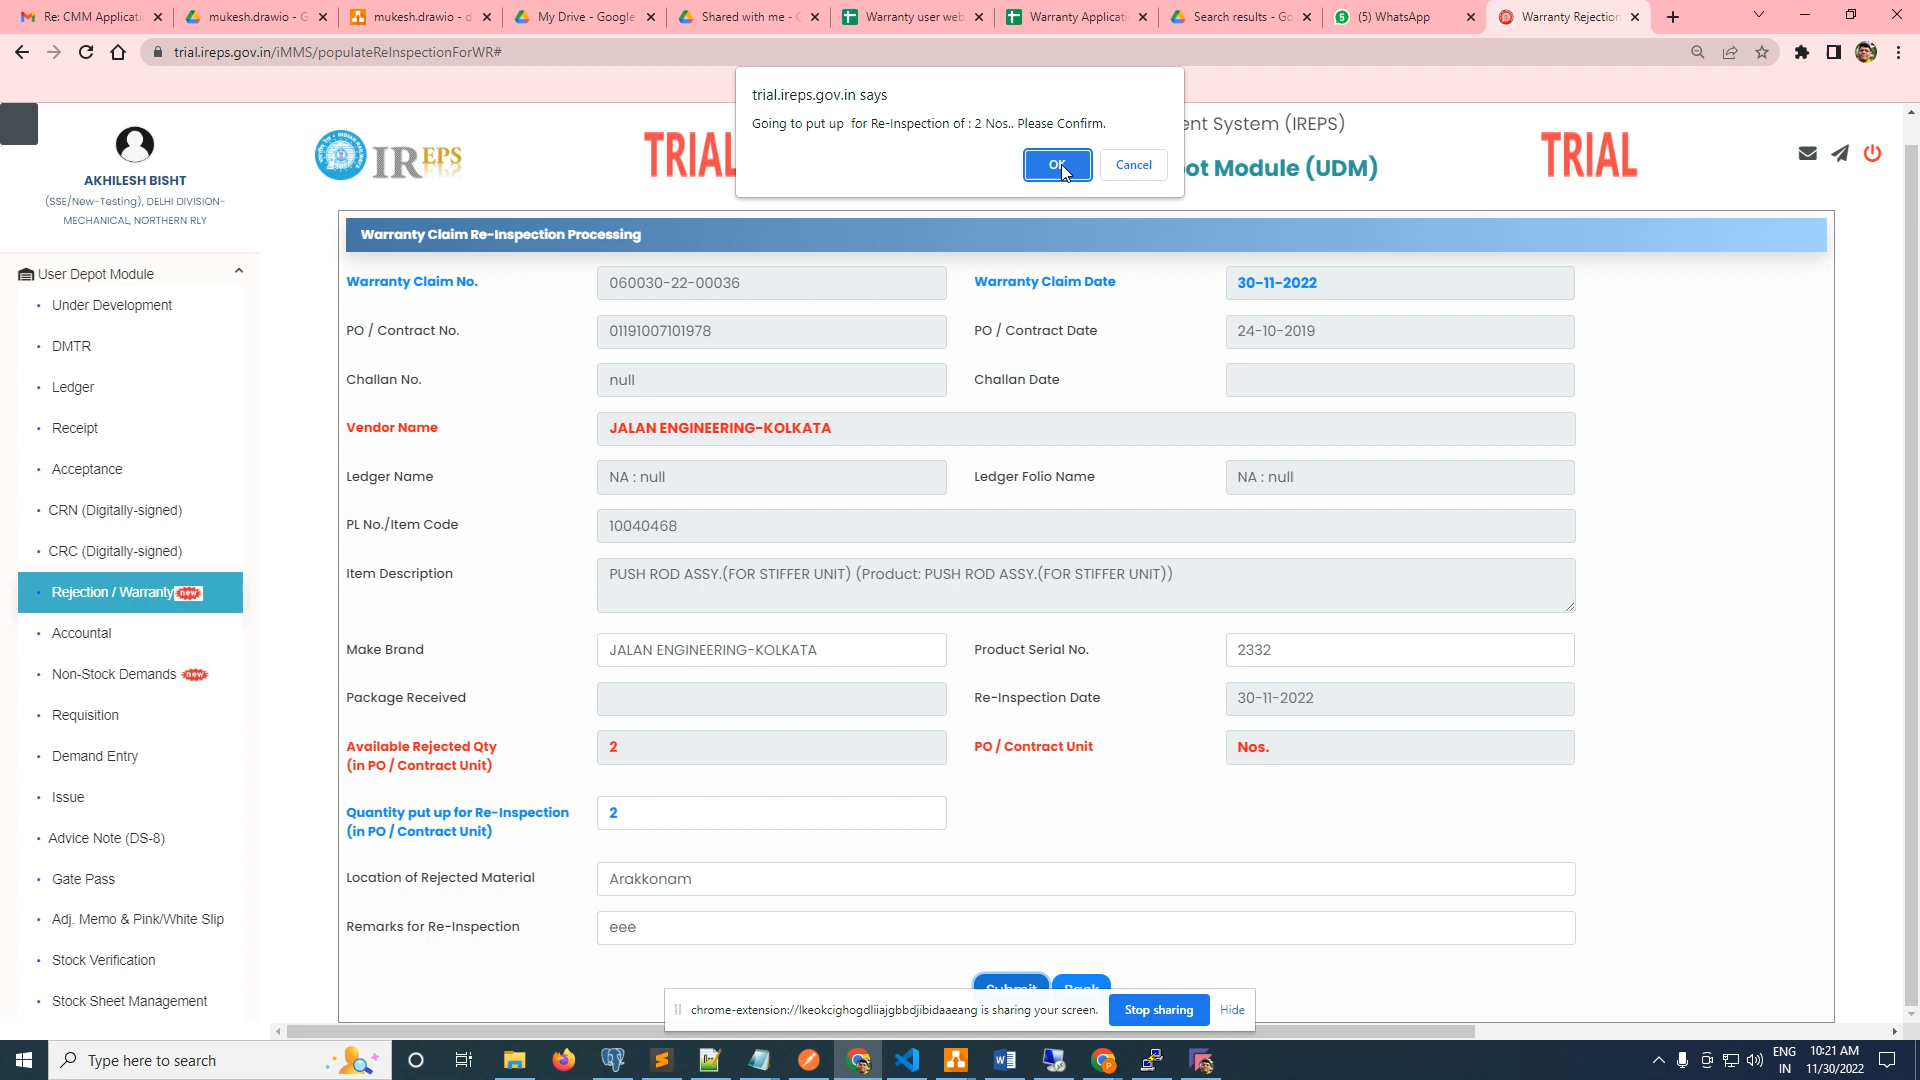 Re: CMM Applicati
mukesh.drawio - G
mukesh.drawio - d
My Drive - Google
Shared with me - G
Warranty user web
Warranty Applicati
Search results - Go
(5) WhatsApp
Warranty Rejection
trial.ireps.gov.in/iMMS/populateReInspectionForWR#
trial.ireps.gov.in says
Going to put up for Re-Inspection of : 2 Nos.. Please Confirm.
OK
Cancel
ent System (IREPS)
ot Module (UDM)
IREPS
TRIAL
TRIAL
AKHILESH BISHT
(SSE/New-Testing), DELHI DIVISION-
MECHANICAL, NORTHERN RLY
User Depot Module
Under Development
DMTR
Ledger
Receipt
Acceptance
CRN (Digitally-signed)
CRC (Digitally-signed)
Rejection / Warranty new
Accountal
Non-Stock Demands new
Requisition
Demand Entry
Issue
Advice Note (DS-8)
Gate Pass
Adj. Memo & Pink/White Slip
Stock Verification
Stock Sheet Management
Warranty Claim Re-Inspection Processing
Warranty Claim No. 060030-22-00036 Warranty Claim Date 30-11-2022
PO / Contract No. 01191007101978 PO / Contract Date 24-10-2019
Challan No. null Challan Date
Vendor Name JALAN ENGINEERING-KOLKATA
Ledger Name NA : null Ledger Folio Name NA : null
PL No./Item Code 10040468
Item Description PUSH ROD ASSY.(FOR STIFFER UNIT) (Product: PUSH ROD ASSY.(FOR STIFFER UNIT))
Make Brand JALAN ENGINEERING-KOLKATA Product Serial No. 2332
Package Received Re-Inspection Date 30-11-2022
Available Rejected Qty 2 PO / Contract Unit Nos.
(in PO / Contract Unit)
Quantity put up for Re-Inspection 2
(in PO / Contract Unit)
Location of Rejected Material Arakkonam
Remarks for Re-Inspection eee
Submit Back
chrome-extension://lkeokcighogdliiajgbbdjibidaaeang is sharing your screen. Stop sharing Hide
Type here to search
ENG
IN
10:21 AM
11/30/2022